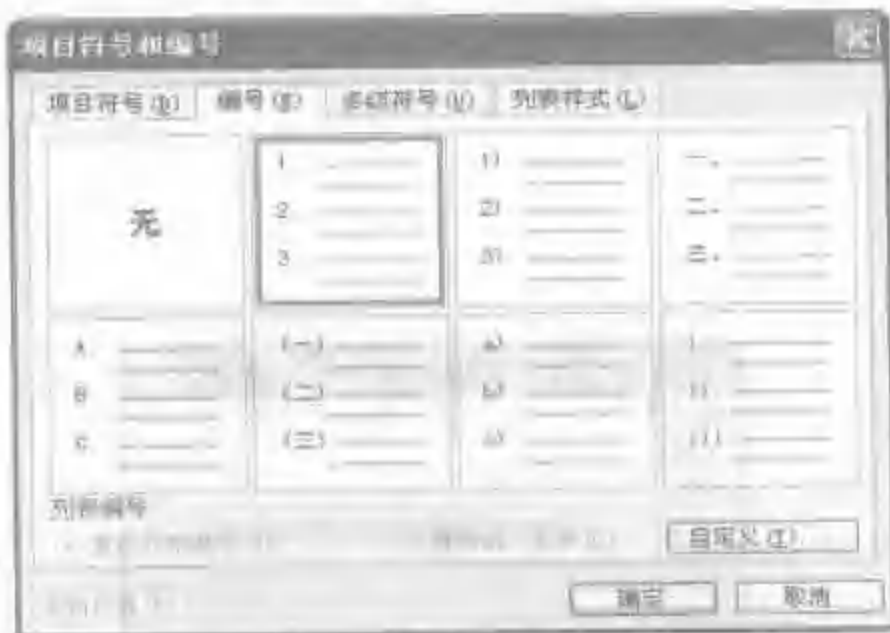 项目符号和编号
项目符号(B) 编号(N) 多级符号(U) 列表样式(L)
无
1
2
3
1)
2)
3)
一、
二、
三、
A.
B
C
(一)
(二)
(三)
a)
b)
c)
列表编号
自定义(T)...
确定 取消